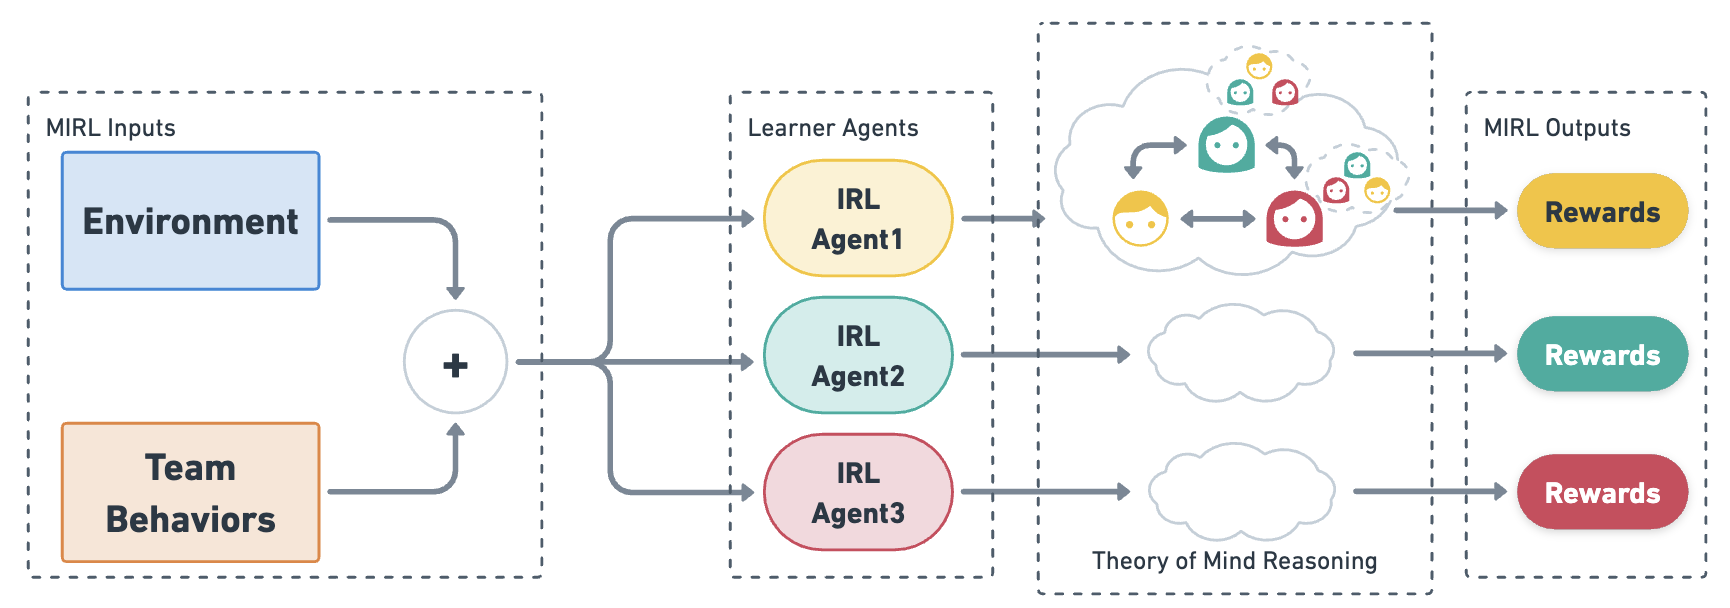 MIRL Inputs
Environment
Team
Behaviors
+
Learner Agents
IRL
Agent1
IRL
Agent2
IRL
Agent3
Theory of Mind Reasoning
MIRL Outputs
Rewards
Rewards
Rewards